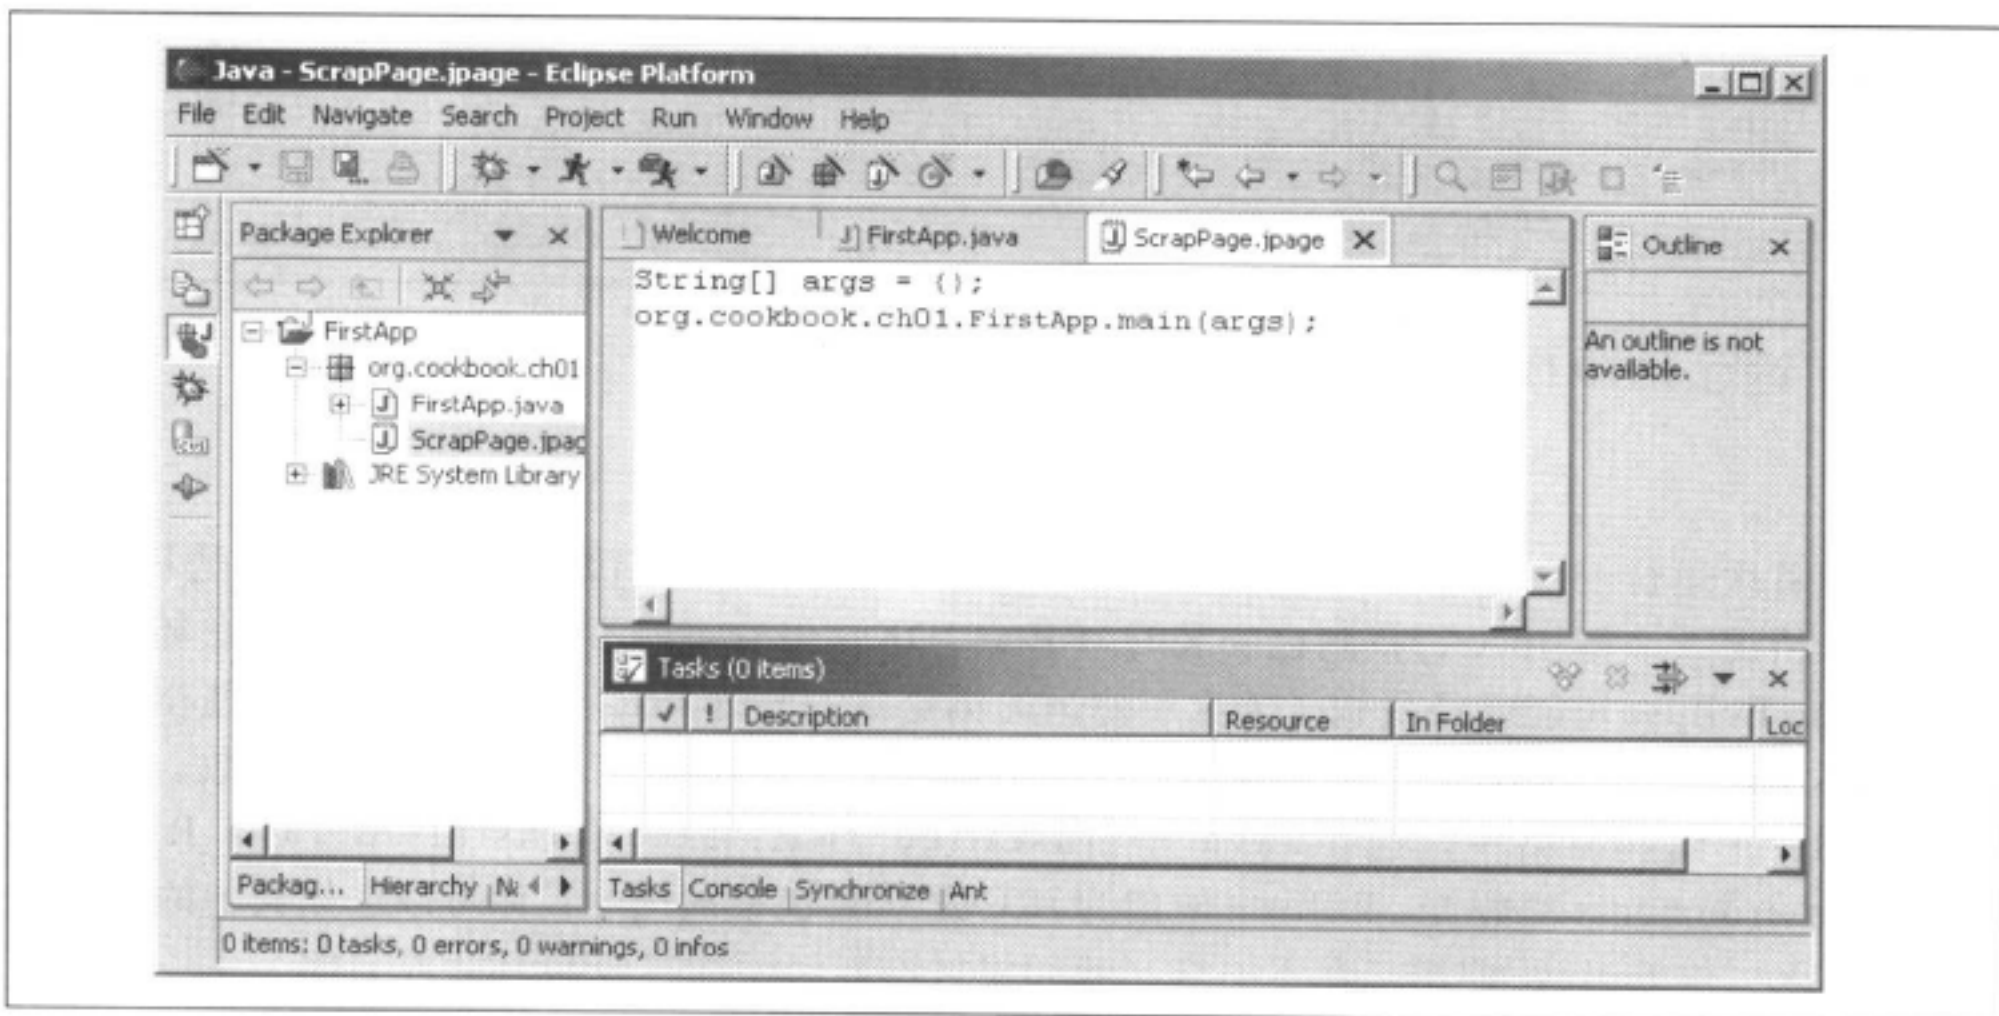 Java - ScrapPage.jpage - Eclipse Platform
File Edit Navigate Search Project Run Window Help
Package Explorer
Welcome
FirstApp.java
ScrapPage.jpage
Outline
String[] args = {};
org.cookbook.ch01.FirstApp.main(args);
An outline is not
available.
FirstApp
org.cookbook.ch01
FirstApp.java
ScrapPage.jpag
JRE System Library
Tasks (0 items)
! Description Resource In Folder Loc
Packag... Hierarchy
Tasks Console Synchronize Ant
0 items: 0 tasks, 0 errors, 0 warnings, 0 infos